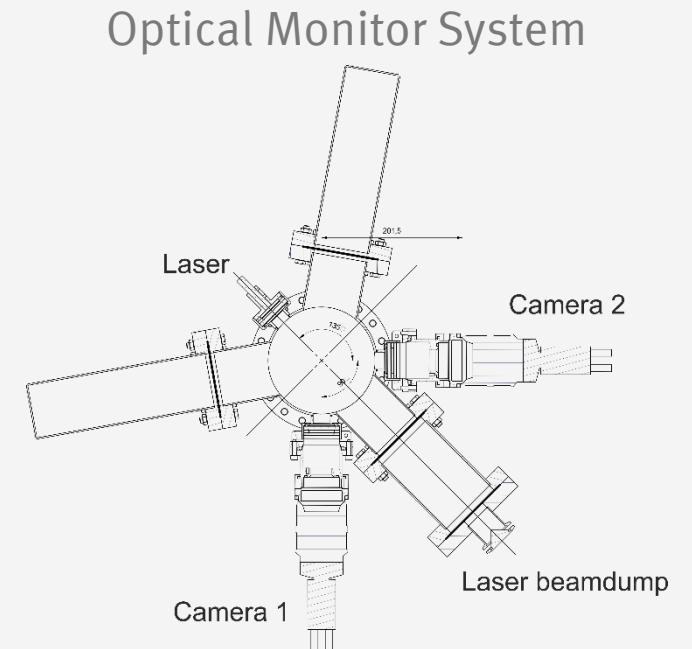 Optical Monitor System
201,5
Laser
Camera 2
135
Laser beamdump
Camera 1